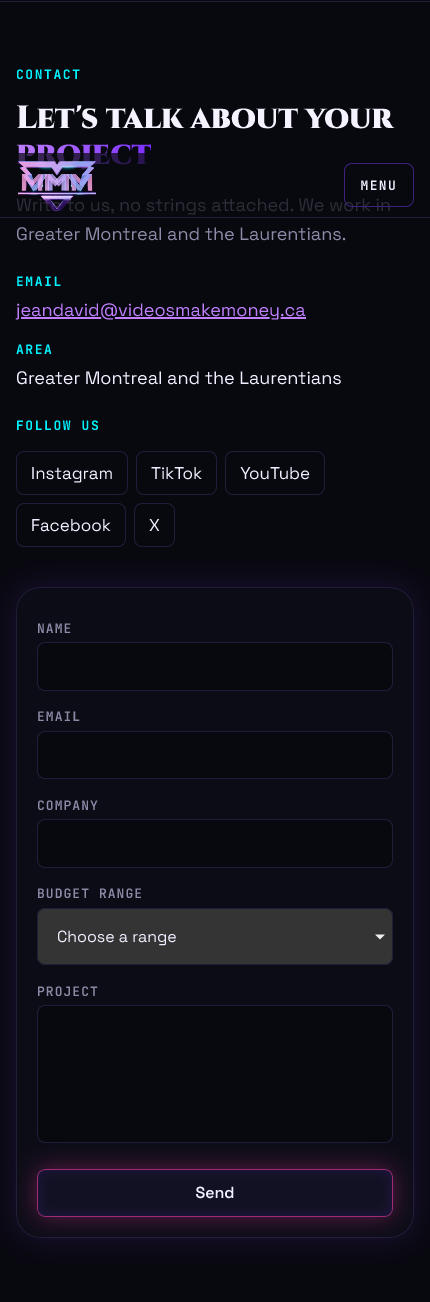 CONTACT
Let's talk about your
project
MMM
MENU
Write to us, no strings attached. We work in
Greater Montreal and the Laurentians.
EMAIL
jeandavid@videosmakemoney.ca
AREA
Greater Montreal and the Laurentians
FOLLOW US
Instagram
TikTok
YouTube
Facebook
X
NAME
EMAIL
COMPANY
BUDGET RANGE
Choose a range
PROJECT
Send